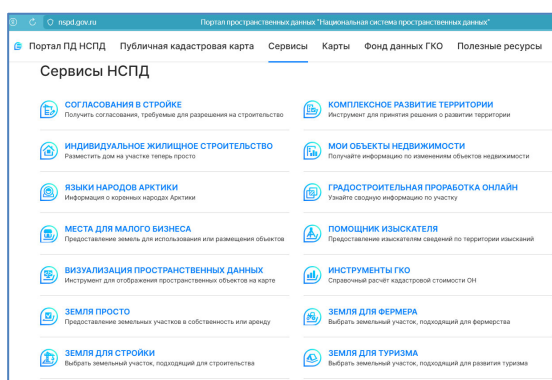 nspd.gov.ru
Портал пространственных данных "Национальная система пространственных данных"
Портал ПД НСПД Публичная кадастровая карта Сервисы Карты Фонд данных ГКО Полезные ресурсы
Сервисы НСПД
СОГЛАСОВАНИЯ В СТРОЙКЕ
Получить согласования, требуемые для разрешения на строительство
КОМПЛЕКСНОЕ РАЗВИТИЕ ТЕРРИТОРИИ
Инструмент для принятия решения о развитии территории
ИНДИВИДУАЛЬНОЕ ЖИЛИЩНОЕ СТРОИТЕЛЬСТВО
Разместить дом на участке теперь просто
МОИ ОБЪЕКТЫ НЕДВИЖИМОСТИ
Получайте информацию по изменениям объектов недвижимости
ЯЗЫКИ НАРОДОВ АРКТИКИ
Информация о коренных народах Арктики
ГРАДОСТРОИТЕЛЬНАЯ ПРОРАБОТКА ОНЛАЙН
Узнайте сводную информацию по участку
МЕСТА ДЛЯ МАЛОГО БИЗНЕСА
Предоставление земель для использования или размещения объектов
ПОМОЩНИК ИЗЫСКАТЕЛЯ
Предоставление изыскателям сведений по территории изысканий
ВИЗУАЛИЗАЦИЯ ПРОСТРАНСТВЕННЫХ ДАННЫХ
Инструмент для отображения пространственных объектов на карте
ИНСТРУМЕНТЫ ГКО
Справочный расчёт кадастровой стоимости ОН
ЗЕМЛЯ ПРОСТО
Предоставление земельных участков в собственность или аренду
ЗЕМЛЯ ДЛЯ ФЕРМЕРА
Выбрать земельный участок, подходящий для фермерства
ЗЕМЛЯ ДЛЯ СТРОЙКИ
Выбрать земельный участок, подходящий для строительства
ЗЕМЛЯ ДЛЯ ТУРИЗМА
Выбрать земельный участок, подходящий для развития туризма